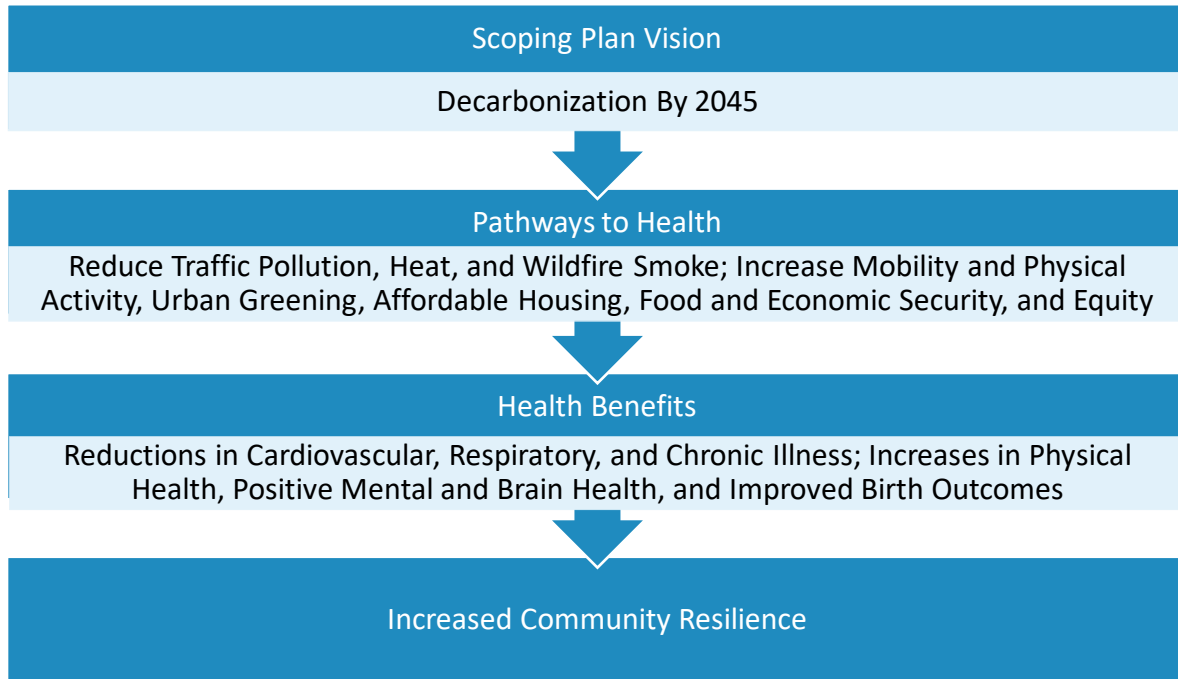 Scoping Plan Vision
Decarbonization By 2045
Pathways to Health
Reduce Traffic Pollution, Heat, and Wildfire Smoke; Increase Mobility and Physical
Activity, Urban Greening, Affordable Housing, Food and Economic Security, and Equity
Health Benefits
Reductions in Cardiovascular, Respiratory, and Chronic Illness; Increases in Physical
Health, Positive Mental and Brain Health, and Improved Birth Outcomes
Increased Community Resilience